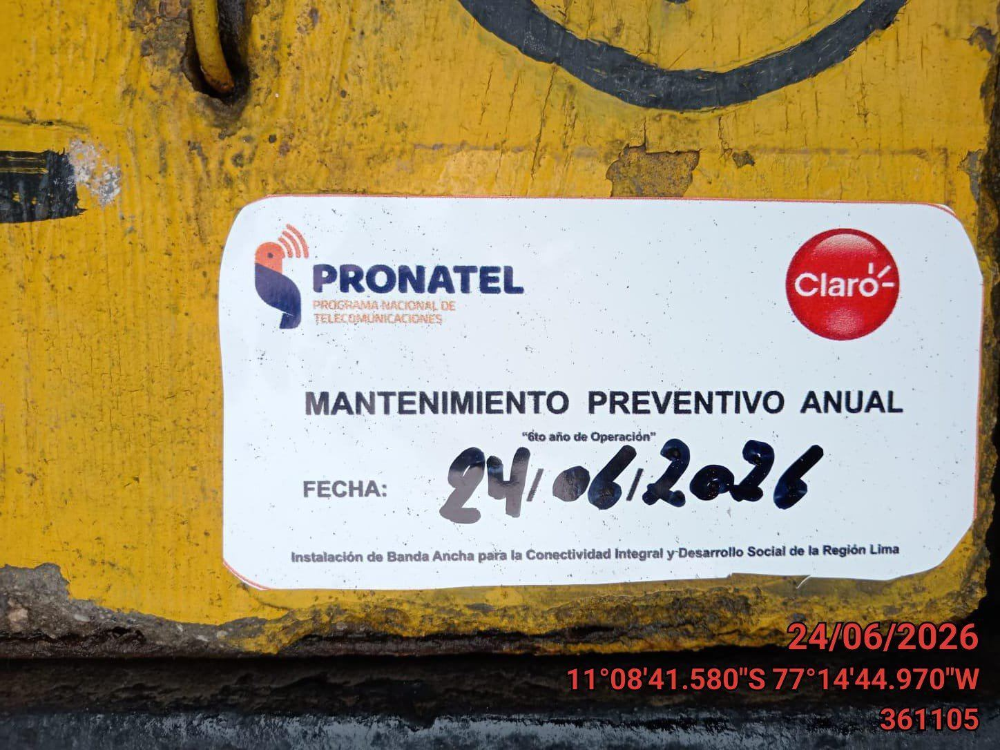 PRONATEL
PROGRAMA NACIONAL DE
TELECOMUNICACIONES
Claro
MANTENIMIENTO PREVENTIVO ANUAL
"6to año de Operación"
FECHA: 24/06/2026
Instalación de Banda Ancha para la Conectividad Integral y Desarrollo Social de la Región Lima
24/06/2026
11°08'41.580"S 77°14'44.970"W
361105